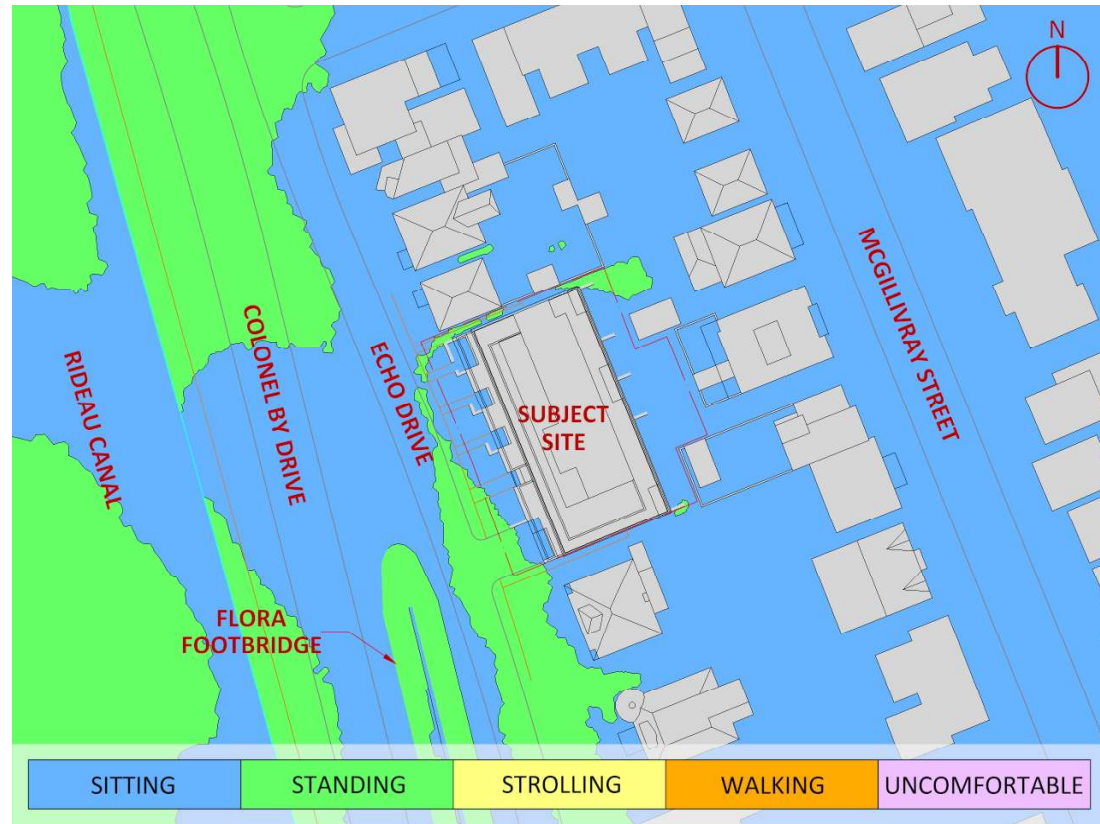 N
RIDEAU CANAL
COLONEL BY DRIVE
ECHO DRIVE
MCGILLIVRAY STREET
SUBJECT
SITE
FLORA
FOOTBRIDGE
SITTING
STANDING
STROLLING
WALKING
UNCOMFORTABLE